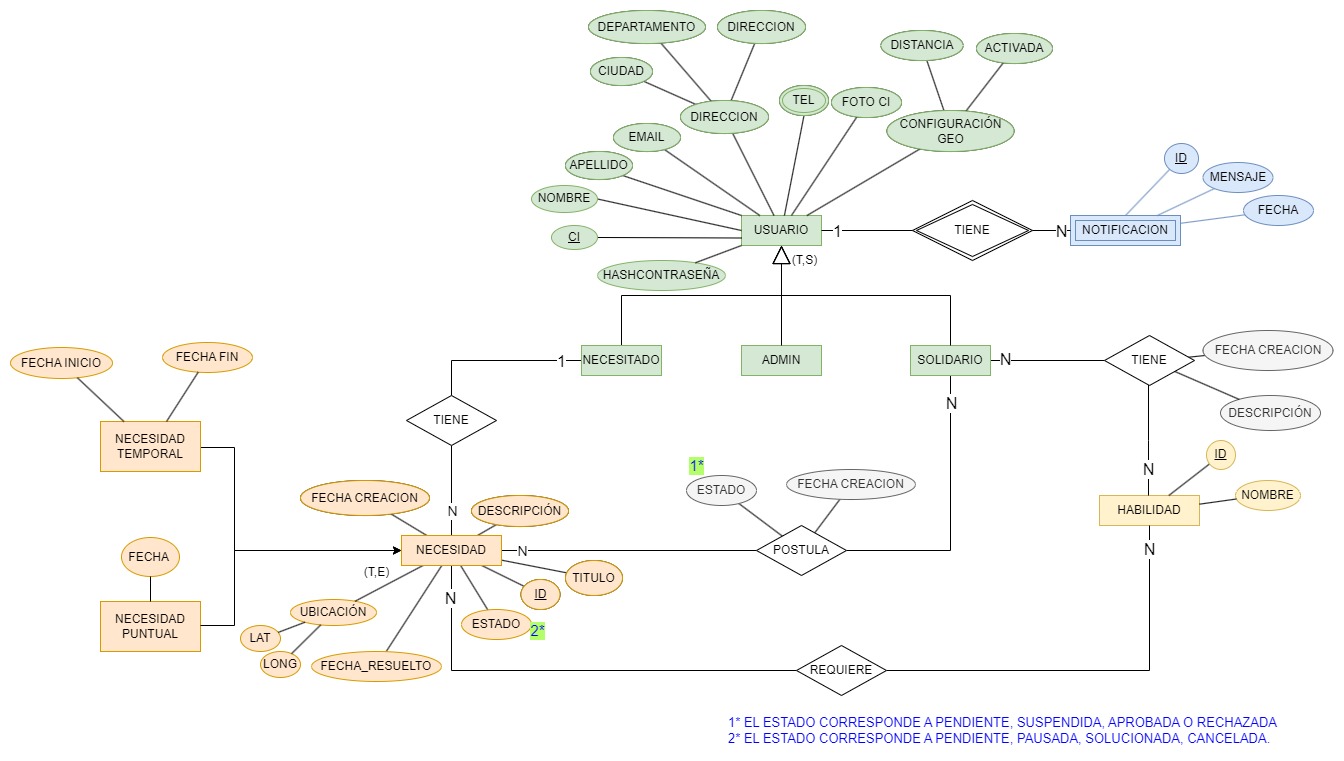 DEPARTAMENTO
DIRECCION
DISTANCIA
ACTIVADA
CIUDAD
TEL
FOTO CI
DIRECCION
CONFIGURACIÓN
GEO
EMAIL
APELLIDO
ID
MENSAJE
NOMBRE
FECHA
CI
USUARIO
1
TIENE
N
NOTIFICACION
HASHCONTRASEÑA
(T,S)
FECHA INICIO
FECHA FIN
1
NECESITADO
ADMIN
SOLIDARIO
N
TIENE
FECHA CREACION
N
DESCRIPCIÓN
TIENE
NECESIDAD
TEMPORAL
ID
1*
N
ESTADO
FECHA CREACION
NOMBRE
FECHA CREACION
N
DESCRIPCIÓN
HABILIDAD
FECHA
NECESIDAD
N
POSTULA
N
(T,E)
TITULO
ID
N
NECESIDAD
PUNTUAL
UBICACIÓN
ESTADO
2*
LAT
LONG
FECHA_RESUELTO
REQUIERE
1* EL ESTADO CORRESPONDE A PENDIENTE, SUSPENDIDA, APROBADA O RECHAZADA
2* EL ESTADO CORRESPONDE A PENDIENTE, PAUSADA, SOLUCIONADA, CANCELADA.